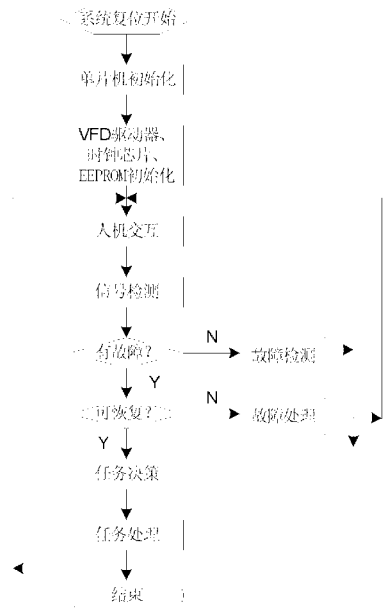 系统复位开始
单片机初始化
VFD驱动器、
时钟芯片、
EEPROM初始化
人机交互
信号检测
有故障?
N
故障检测
Y
可恢复?
N
故障处理
Y
任务决策
任务处理
结束